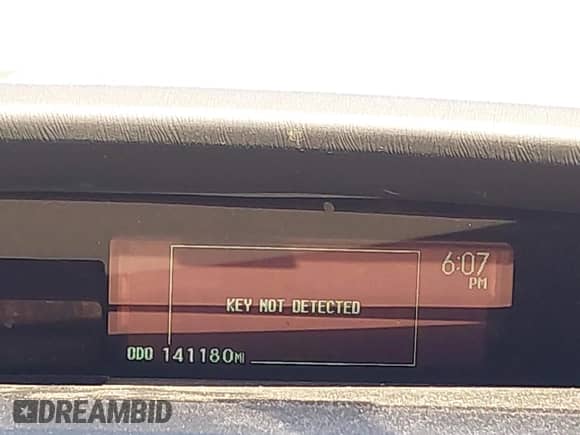 6:07
PM
KEY NOT DETECTED
ODO 141180MI
DREAMBID